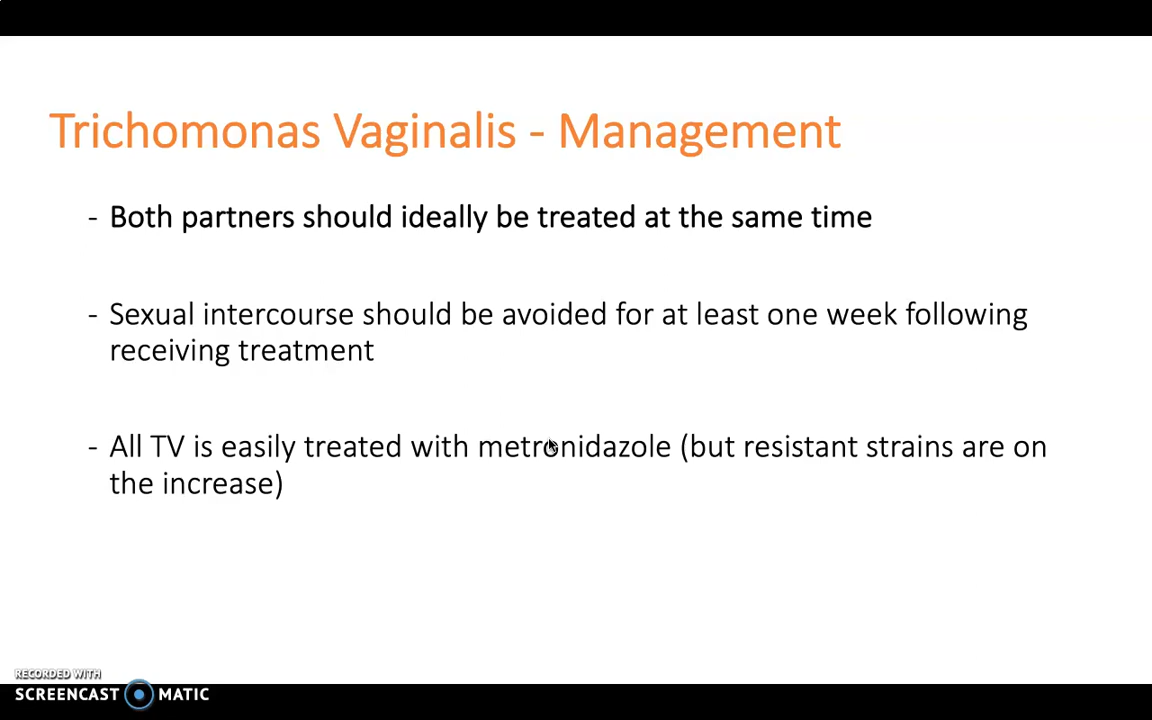 Trichomonas Vaginalis - Management
- Both partners should ideally be treated at the same time
- Sexual intercourse should be avoided for at least one week following
receiving treatment
- All TV is easily treated with metronidazole (but resistant strains are on
the increase)
RECORDED WITH
SCREENCAST MATIC